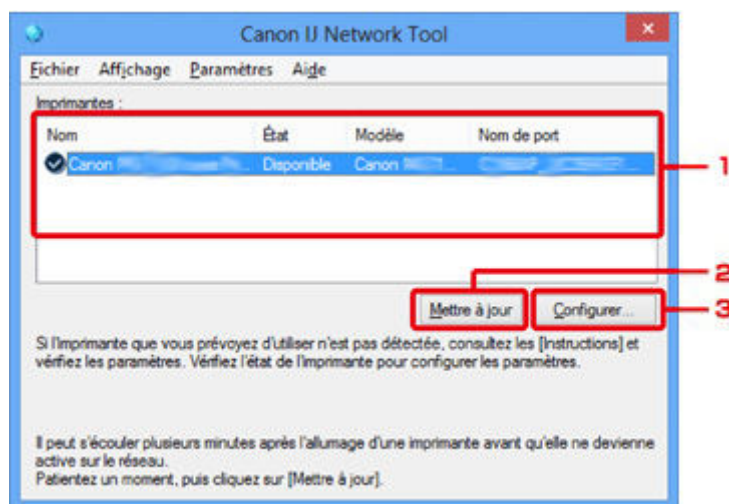 Canon IJ Network Tool
Fichier Affichage Paramètres Aide
Imprimantes :
Nom État Modèle Nom de port
Canon Disponible Canon
1
2
Mettre à jour Configurer...
3
Si l'imprimante que vous prévoyez d'utiliser n'est pas détectée, consultez les [Instructions] et
vérifiez les paramètres. Vérifiez l'état de l'imprimante pour configurer les paramètres.
Il peut s'écouler plusieurs minutes après l'allumage d'une imprimante avant qu'elle ne devienne
active sur le réseau.
Patientez un moment, puis cliquez sur [Mettre à jour].